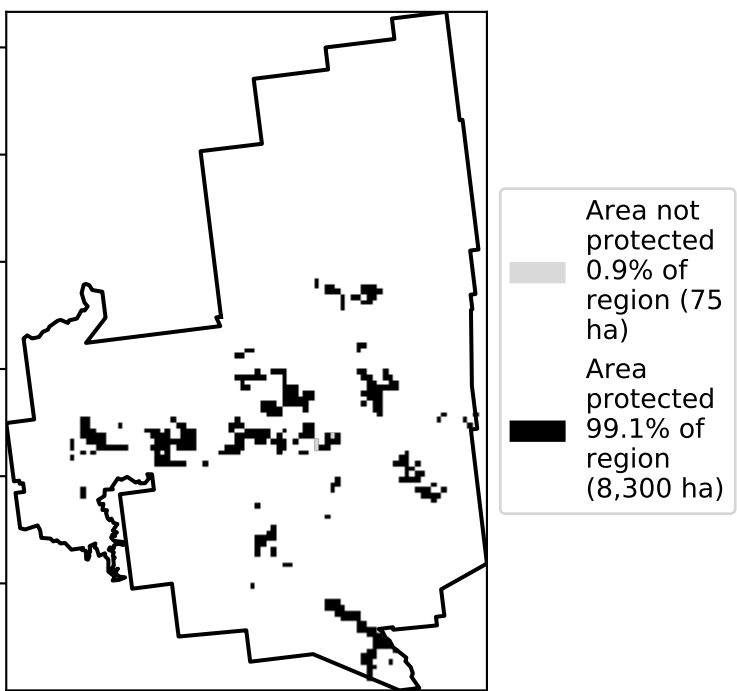 Area not
protected
0.9% of
region (75
ha)
Area
protected
99.1% of
region
(8,300 ha)